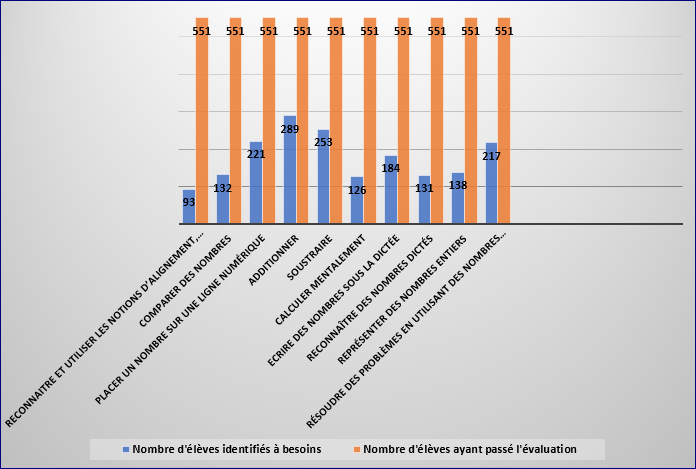 551 551 551 551 551 551 551 551 551 551
93 132 221 289 253 126 184 131 138 217
RECONNAITRE ET UTILISER LES NOTIONS D'ALIGNEMENT,…
COMPARER DES NOMBRES
PLACER UN NOMBRE SUR UNE LIGNE NUMÉRIQUE
ADDITIONNER
SOUSTRAIRE
CALCULER MENTALEMENT
ECRIRE DES NOMBRES SOUS LA DICTÉE
RECONNAÎTRE DES NOMBRES DICTÉS
REPRÉSENTER DES NOMBRES ENTIERS
RÉSOUDRE DES PROBLÈMES EN UTILISANT DES NOMBRES…
Nombre d'élèves identifiés à besoins
Nombre d'élèves ayant passé l'évaluation